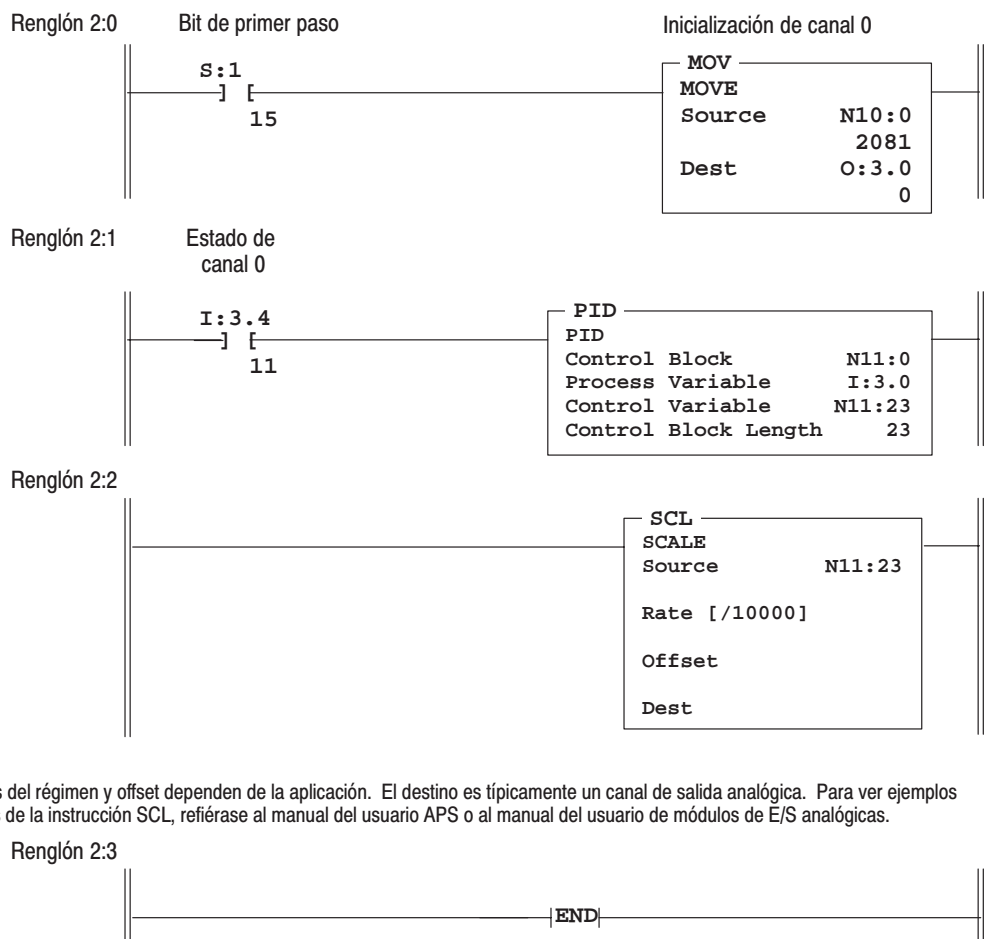 Renglón 2:0 Bit de primer paso Inicialización de canal 0
S:1
] [
15
MOV
MOVE
Source N10:0
2081
Dest O:3.0
0
Renglón 2:1 Estado de
canal 0
I:3.4
] [
11
PID
PID
Control Block N11:0
Process Variable I:3.0
Control Variable N11:23
Control Block Length 23
Renglón 2:2
SCL
SCALE
Source N11:23
Rate [/10000]
Offset
Dest
del régimen y offset dependen de la aplicación. El destino es típicamente un canal de salida analógica. Para ver ejemplos
de la instrucción SCL, refiérase al manual del usuario APS o al manual del usuario de módulos de E/S analógicas.
Renglón 2:3
END